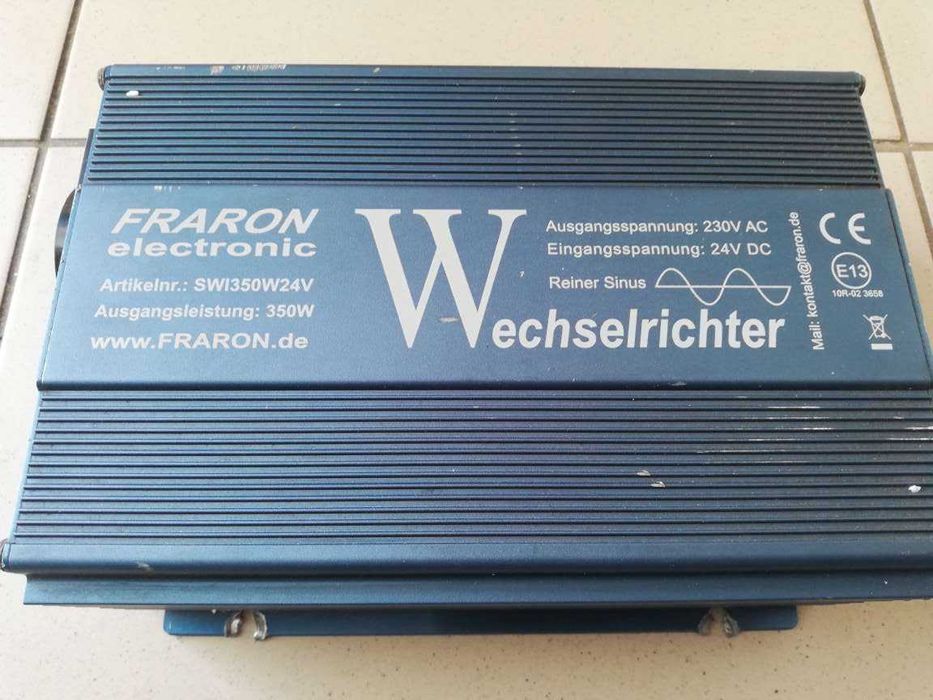 FRARON
electronic
Artikelnr.: SWI350W24V
Ausgangsleistung: 350W
www.FRARON.de
Wechselrichter
Ausgangsspannung: 230V AC
Eingangsspannung: 24V DC
Reiner Sinus
Mail: kontakt@fraron.de
CE
E13
10R-02 3658